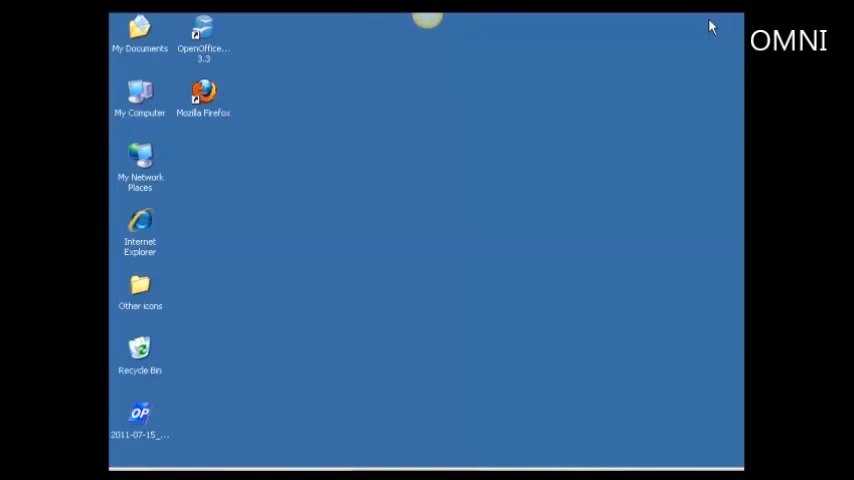 OMNI
My Documents
OpenOffice...
3.3
My Computer
Mozilla Firefox
My Network
Places
Internet
Explorer
Other icons
Recycle Bin
OP
2011-07-15_...